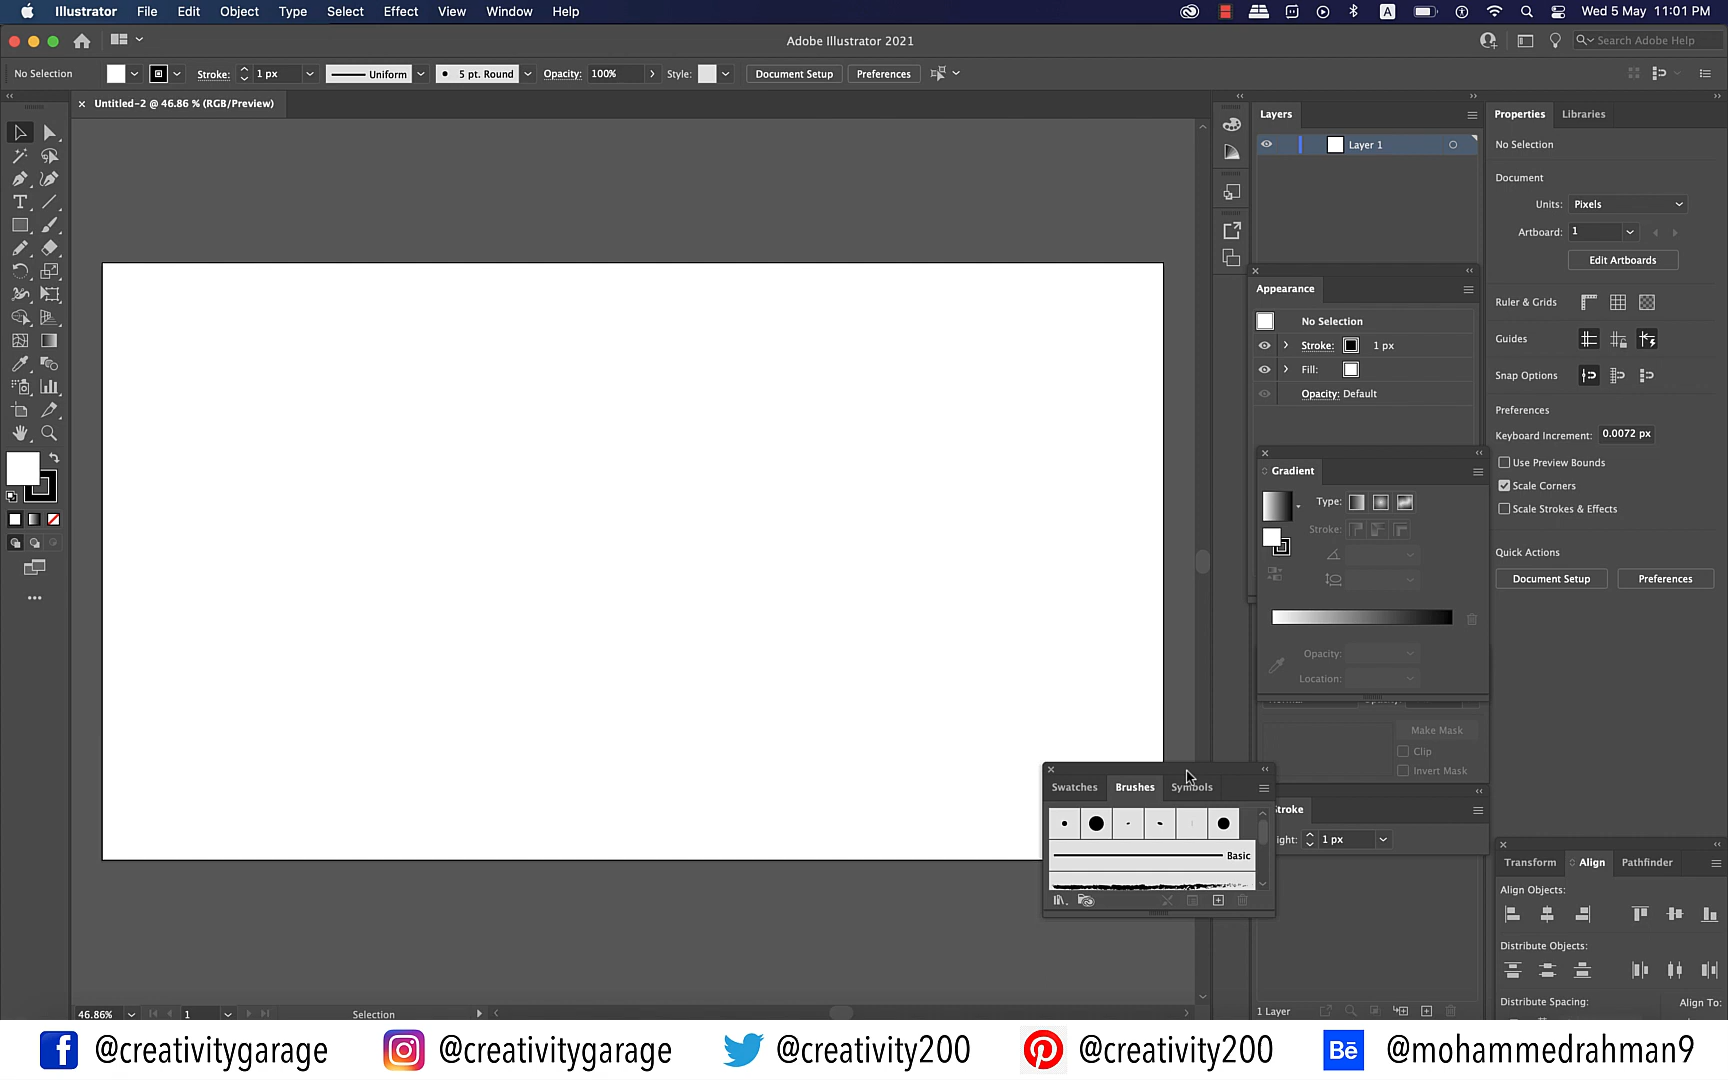 Illustrator File Edit Object Type Select Effect View Window Help
A Wed 5 May 11:01 PM
Adobe Illustrator 2021
Search Adobe Help
No Selection
Stroke: 1 px
Uniform
5 pt. Round
Opacity: 100%
Style:
Document Setup
Preferences
Untitled-2 @ 46.86 % (RGB/Preview)
Layers
Layer 1
Properties Libraries
No Selection
Document
Units: Pixels
Artboard: 1
Edit Artboards
Ruler & Grids
Guides
Snap Options
Preferences
Keyboard Increment: 0.0072 px
Use Preview Bounds
Scale Corners
Scale Strokes & Effects
Quick Actions
Document Setup Preferences
Appearance
No Selection
Stroke: 1 px
Fill:
Opacity: Default
Gradient
Type:
Stroke:
Opacity:
Location:
Make Mask
Clip
Invert Mask
Swatches Brushes Symbols
Basic
troke
ight: 1 px
1 Layer
Transform Align Pathfinder
Align Objects:
Distribute Objects:
Distribute Spacing: Align To:
46.86% 1 Selection
@creativitygarage @creativitygarage @creativity200 @creativity200 Bē @mohammedrahman9